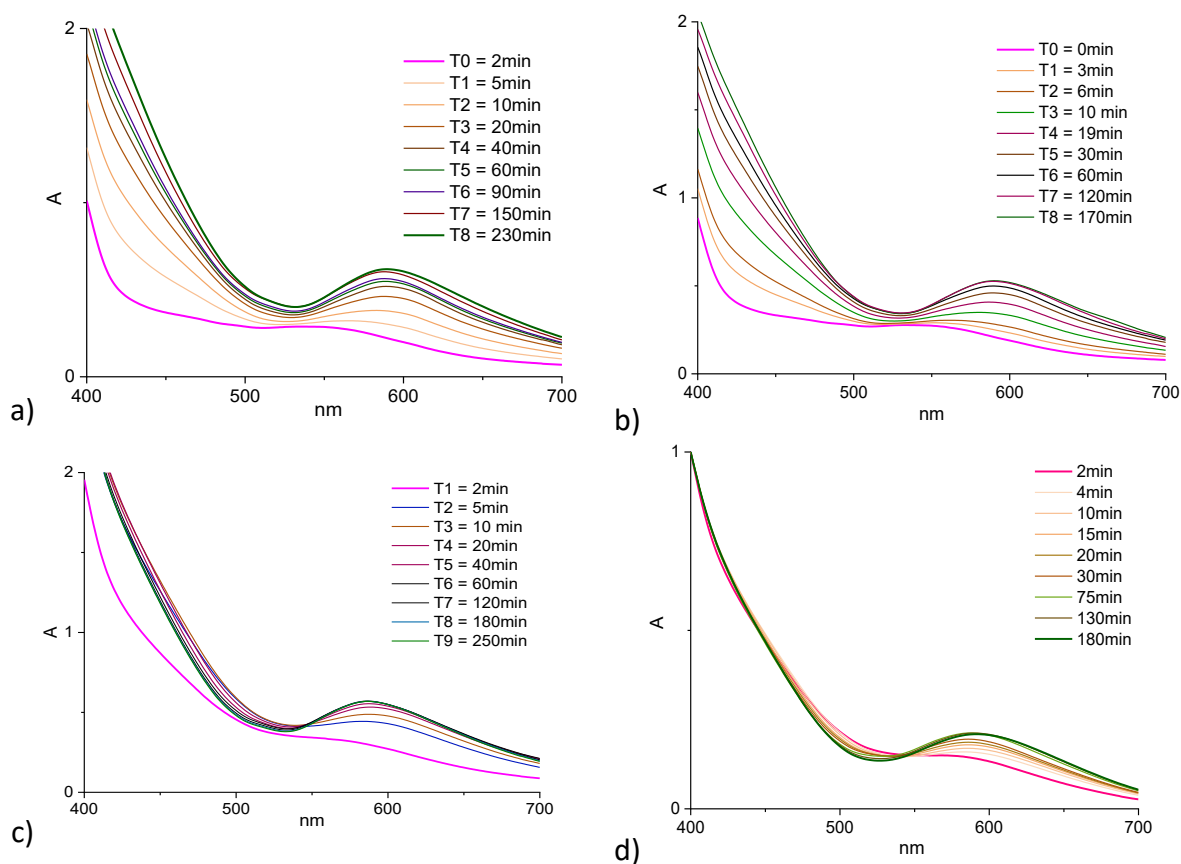 2
A
0
400
500
600
700
nm
T0 = 2min
T1 = 5min
T2 = 10min
T3 = 20min
T4 = 40min
T5 = 60min
T6 = 90min
T7 = 150min
T8 = 230min
a)
2
1
A
0
400
500
600
700
nm
T0 = 0min
T1 = 3min
T2 = 6min
T3 = 10 min
T4 = 19min
T5 = 30min
T6 = 60min
T7 = 120min
T8 = 170min
b)
2
1
A
0
400
500
600
700
nm
T1 = 2min
T2 = 5min
T3 = 10 min
T4 = 20min
T5 = 40min
T6 = 60min
T7 = 120min
T8 = 180min
T9 = 250min
c)
1
A
0
400
500
600
700
nm
2min
4min
10min
15min
20min
30min
75min
130min
180min
d)